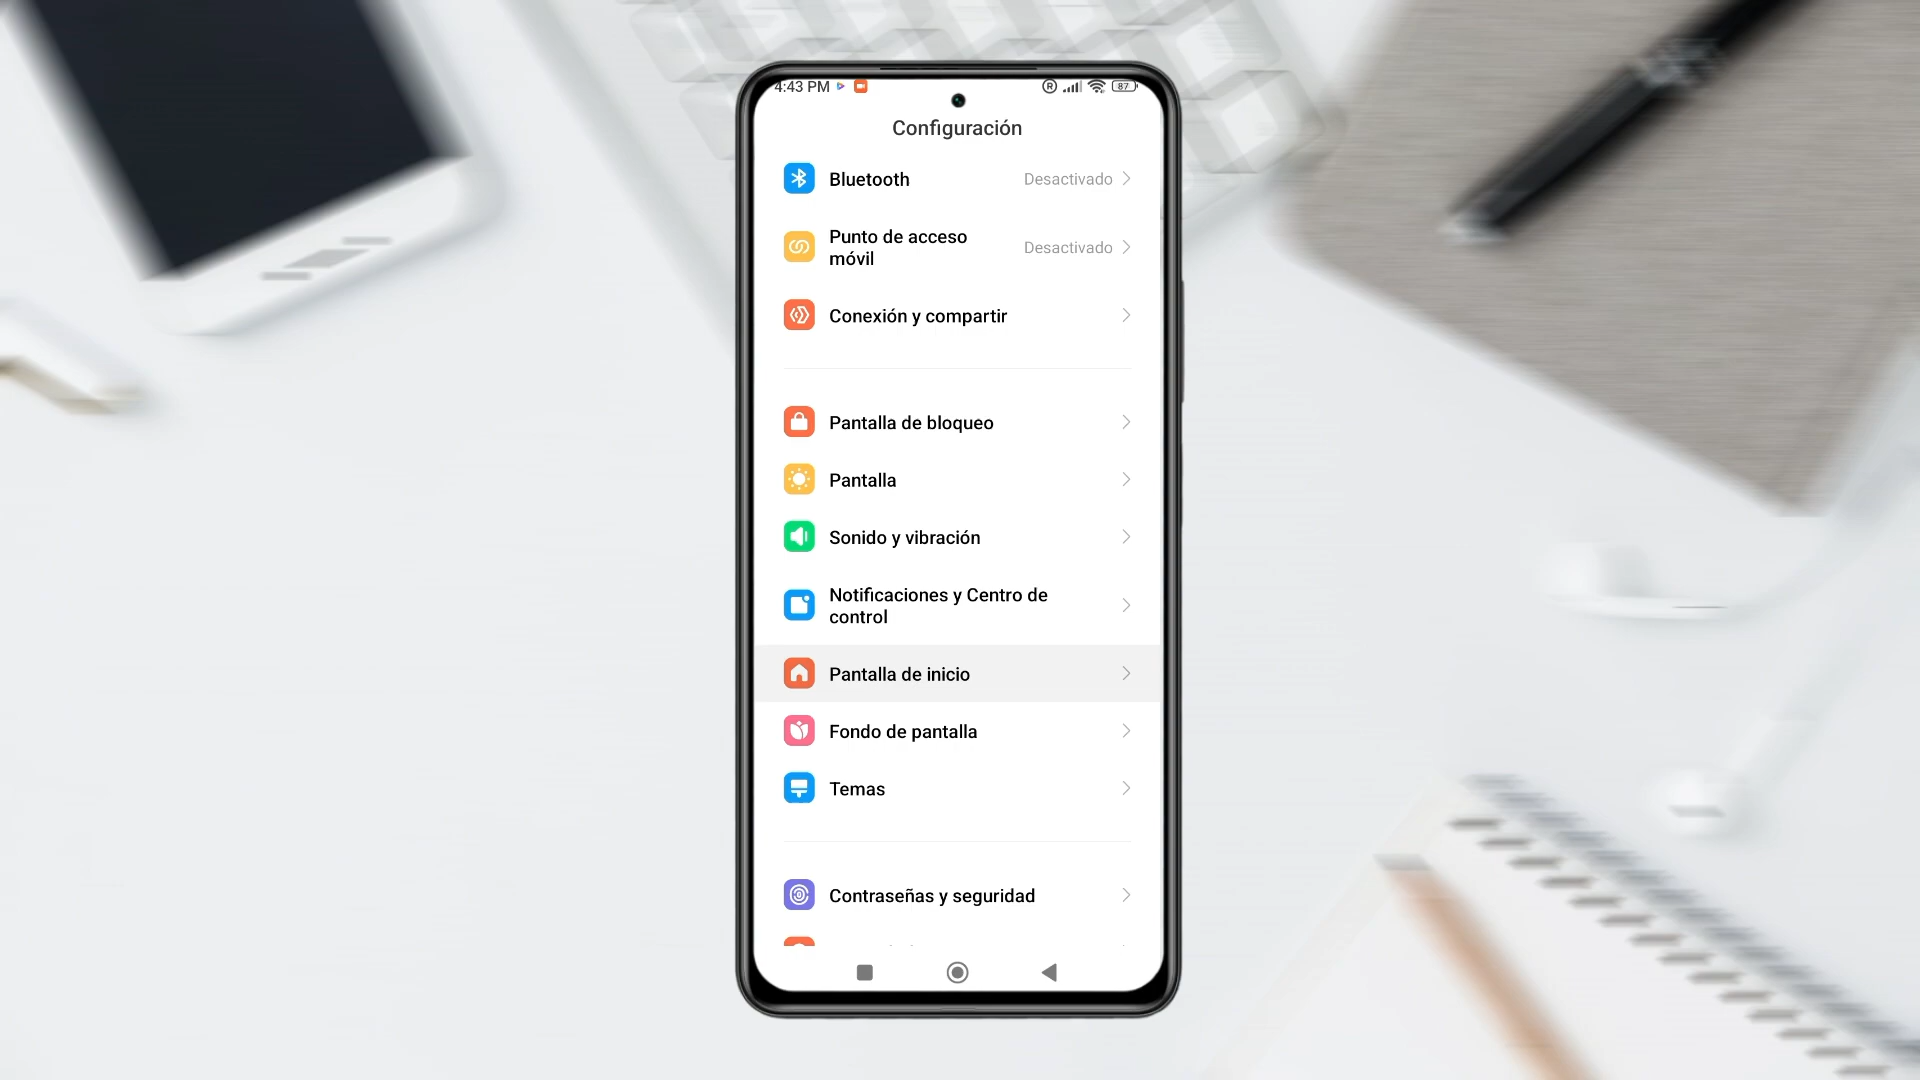 4:43 PM
R
87
Configuración
Bluetooth
Desactivado
Punto de acceso
móvil
Desactivado
Conexión y compartir
Pantalla de bloqueo
Pantalla
Sonido y vibración
Notificaciones y Centro de
control
Pantalla de inicio
Fondo de pantalla
Temas
Contraseñas y seguridad